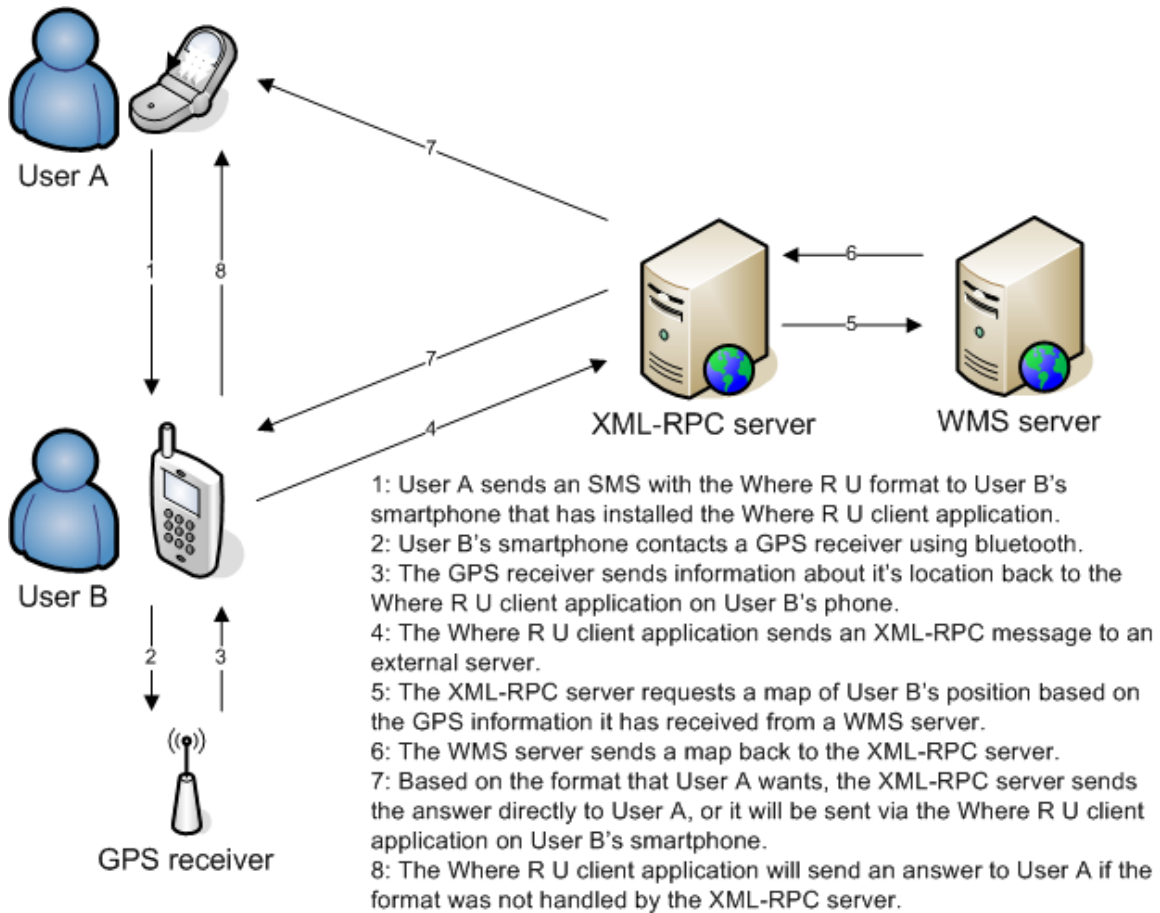 User A
7
1
8
6
5
7
4
XML-RPC server
WMS server
User B
2
3
GPS receiver
1: User A sends an SMS with the Where R U format to User B's
smartphone that has installed the Where R U client application.
2: User B's smartphone contacts a GPS receiver using bluetooth.
3: The GPS receiver sends information about it's location back to the
Where R U client application on User B's phone.
4: The Where R U client application sends an XML-RPC message to an
external server.
5: The XML-RPC server requests a map of User B's position based on
the GPS information it has received from a WMS server.
6: The WMS server sends a map back to the XML-RPC server.
7: Based on the format that User A wants, the XML-RPC server sends
the answer directly to User A, or it will be sent via the Where R U client
application on User B's smartphone.
8: The Where R U client application will send an answer to User A if the
format was not handled by the XML-RPC server.